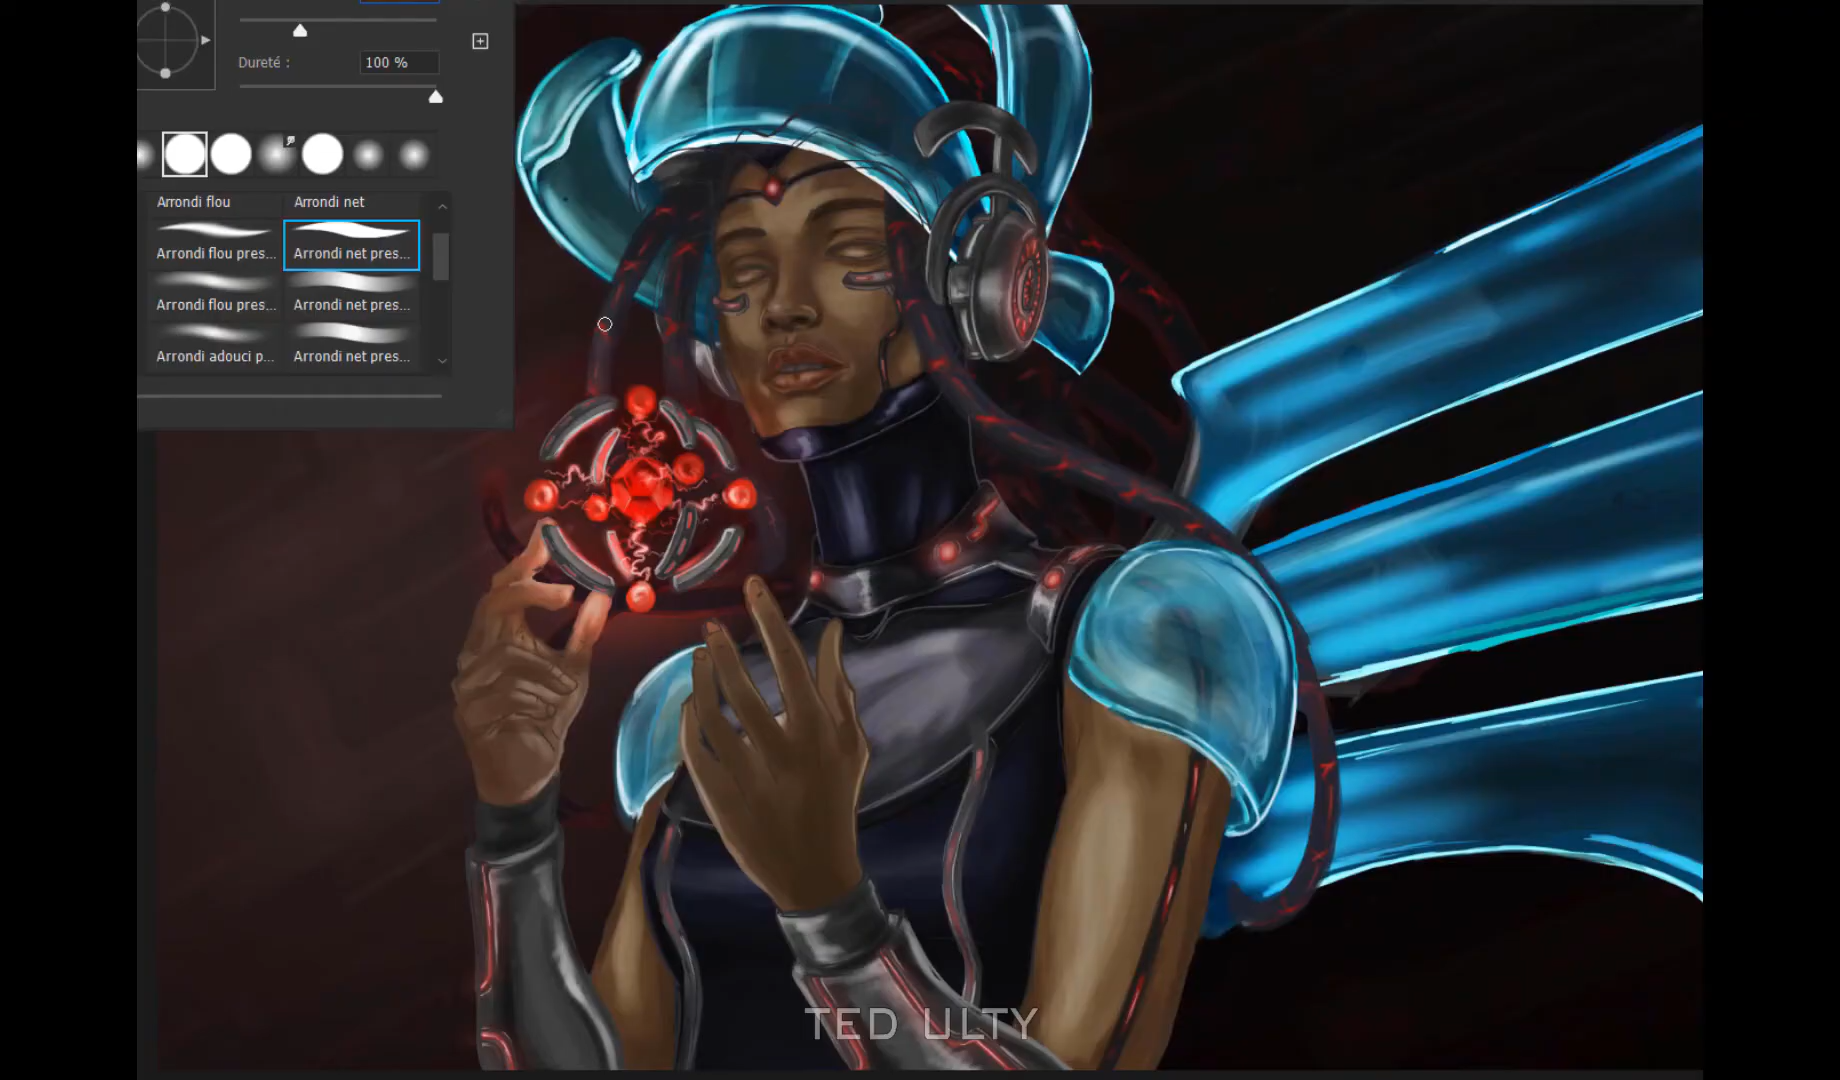 Dureté : 100 %
Arrondi flou Arrondi net
Arrondi flou pres... Arrondi net pres...
Arrondi flou pres... Arrondi net pres...
Arrondi adouci p... Arrondi net pres...
TED ULTY